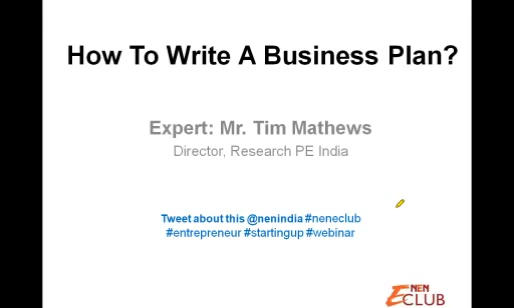 How To Write A Business Plan?
Expert: Mr. Tim Mathews
Director, Research PE India
Tweet about this @nenindia #neneclub
#entrepreneur #startingup #webinar
NEN
ECLUB